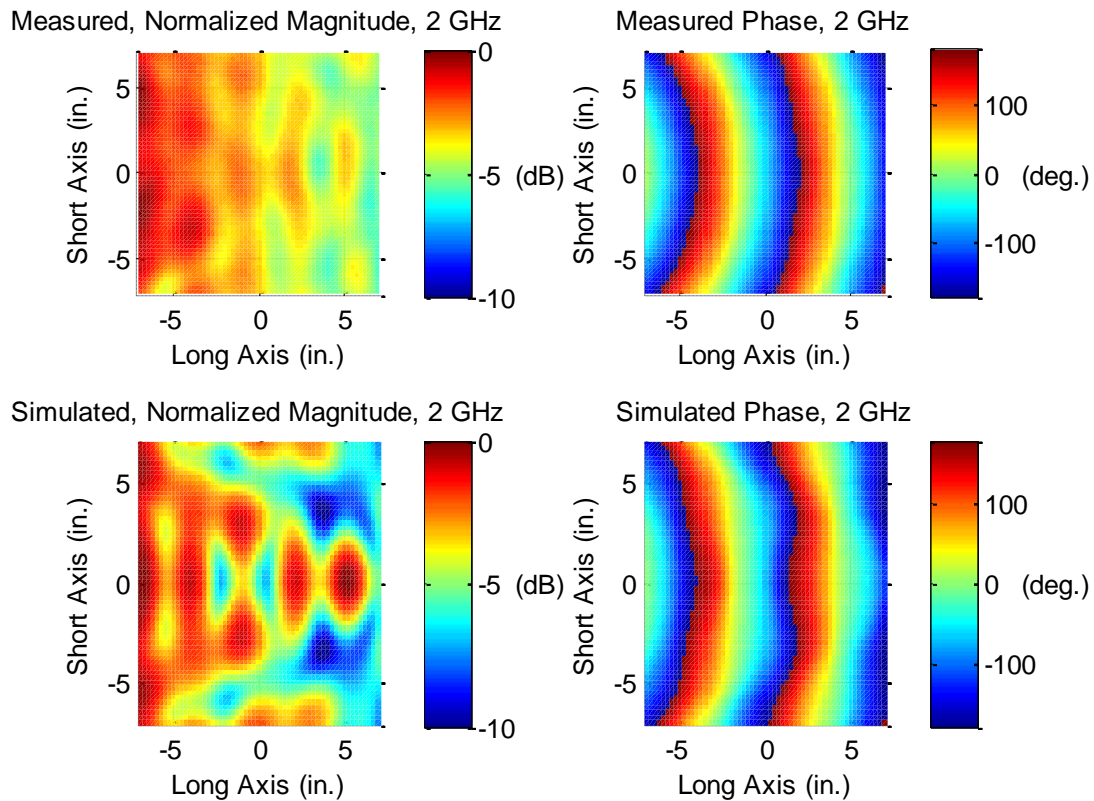 Measured, Normalized Magnitude, 2 GHz
Short Axis (in.)
5
0
-5
-5 0 5
Long Axis (in.)
0
-5
-10
(dB)
Measured Phase, 2 GHz
Short Axis (in.)
5
0
-5
-5 0 5
Long Axis (in.)
100
0
-100
(deg.)
Simulated, Normalized Magnitude, 2 GHz
Short Axis (in.)
5
0
-5
-5 0 5
Long Axis (in.)
0
-5
-10
(dB)
Simulated Phase, 2 GHz
Short Axis (in.)
5
0
-5
-5 0 5
Long Axis (in.)
100
0
-100
(deg.)